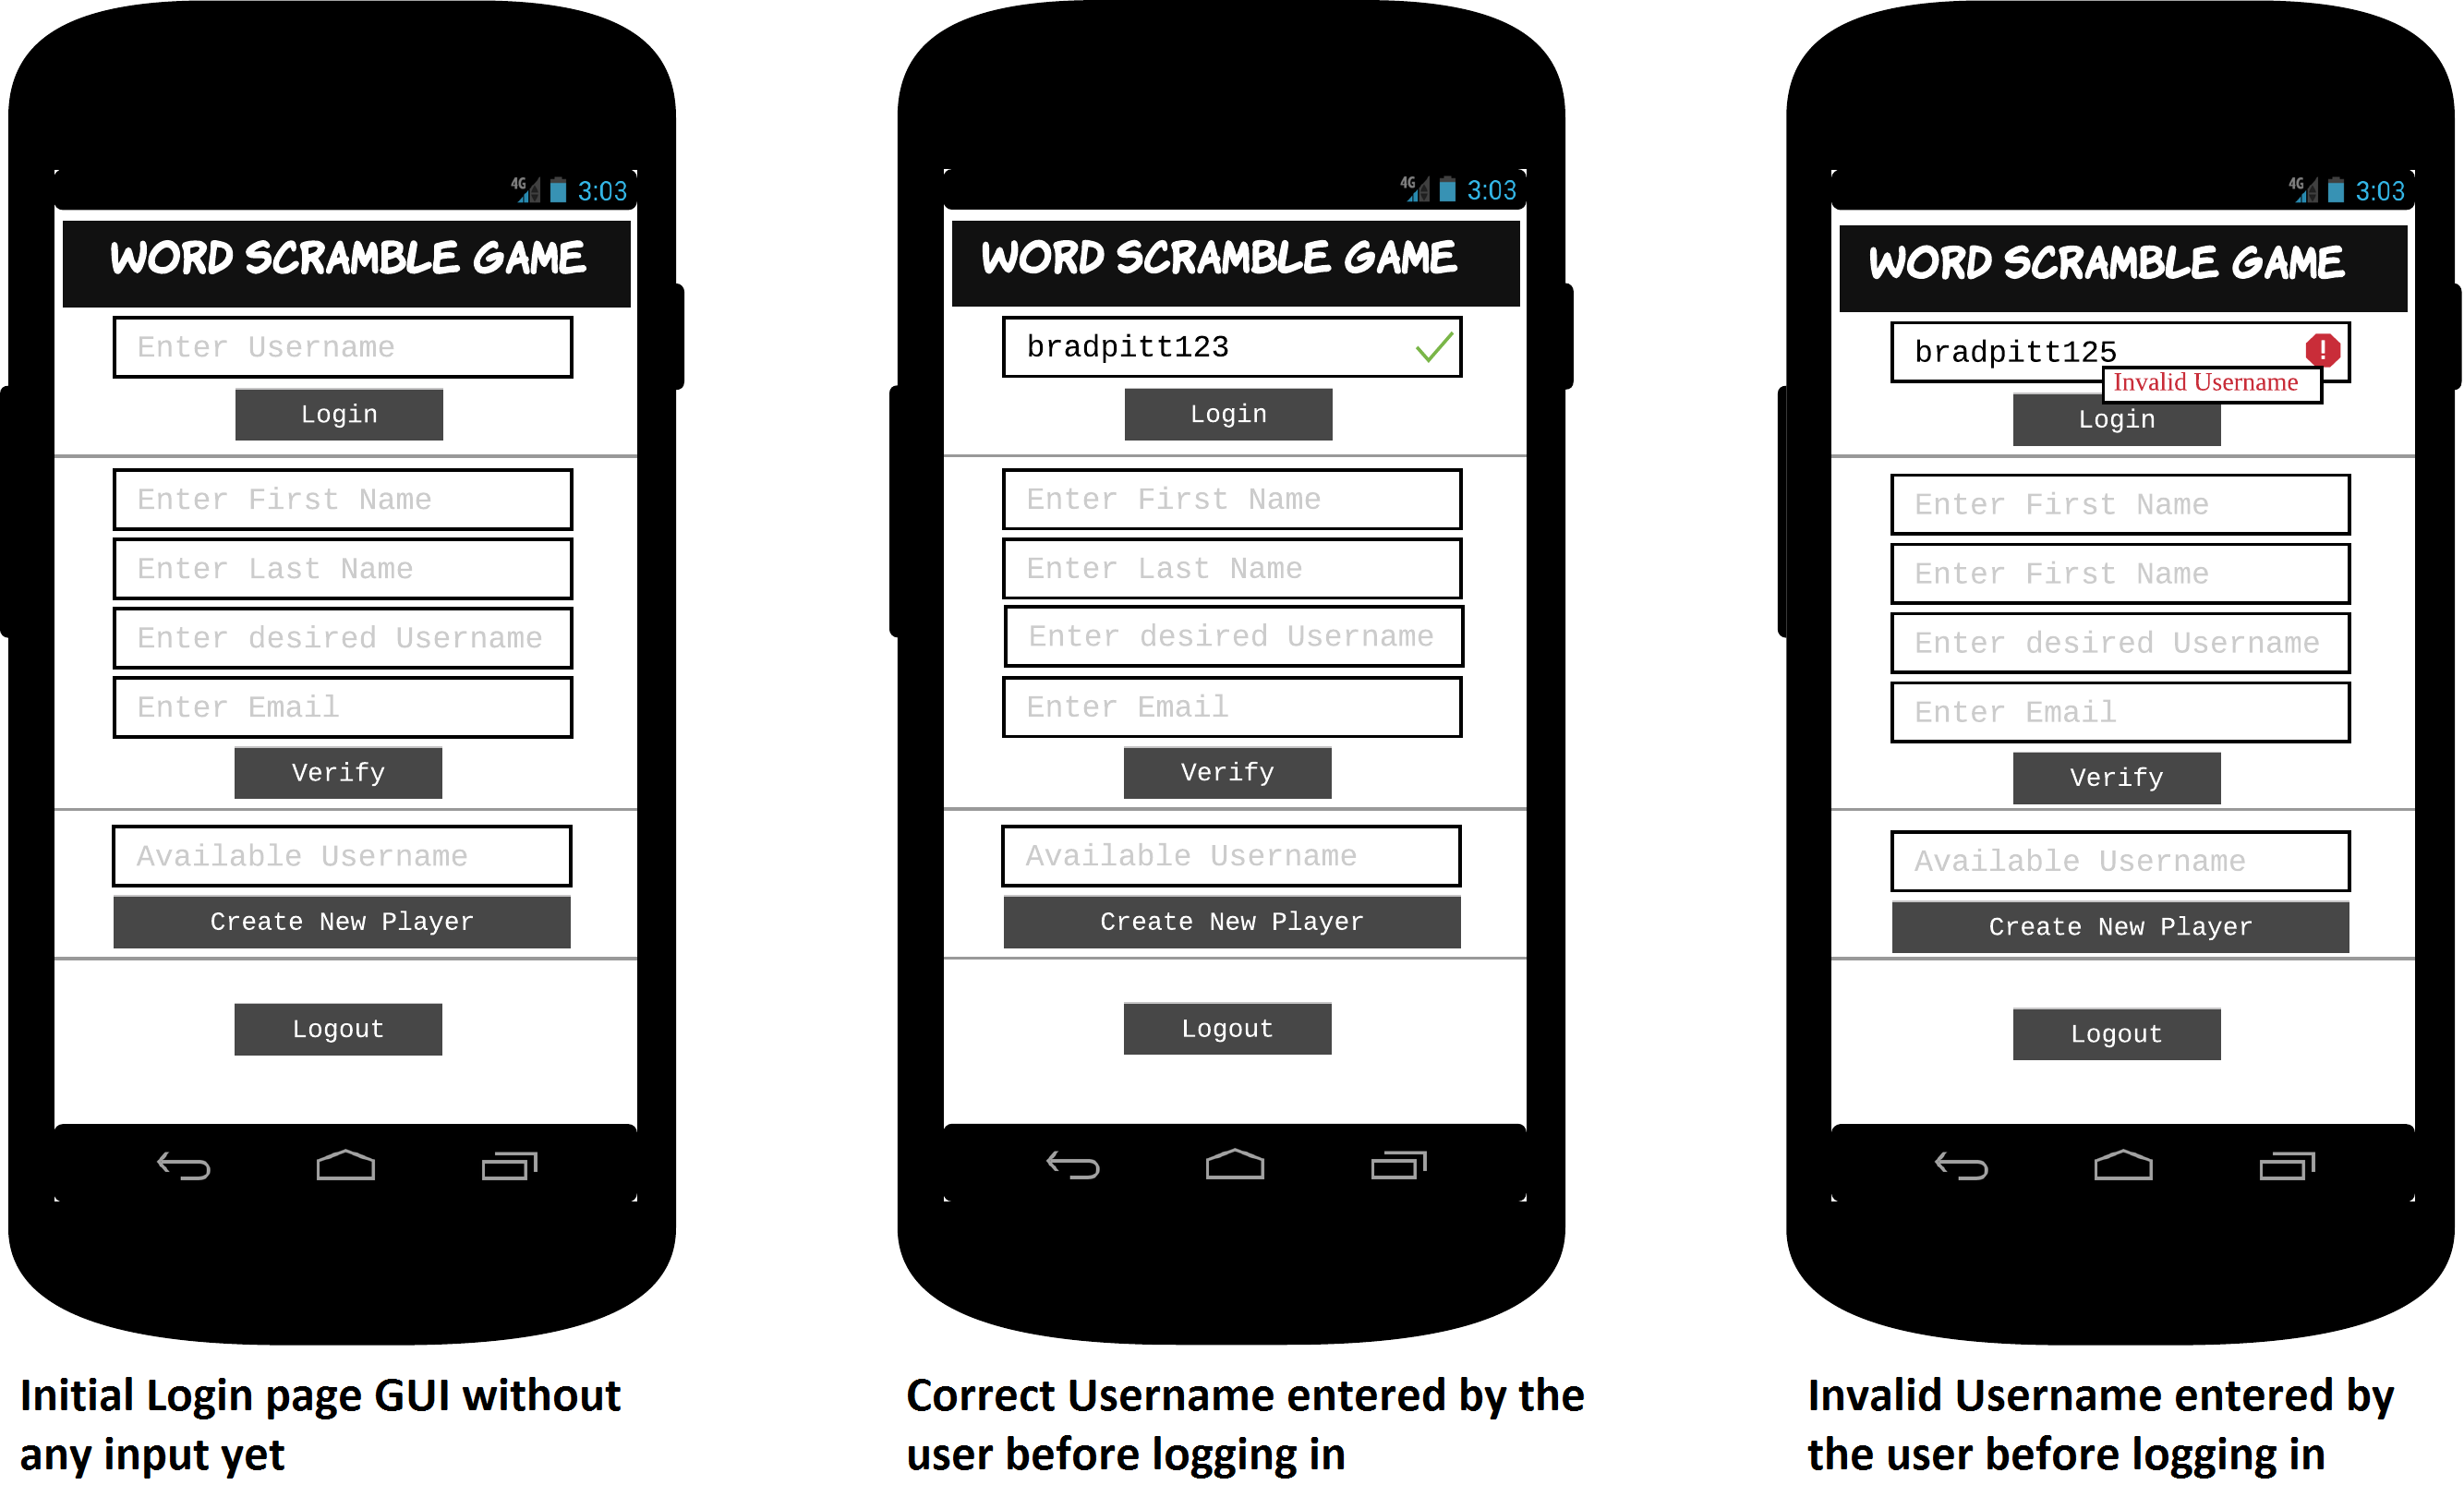 4G 3:03
WORD SCRAMBLE GAME
Enter Username
Login
Enter First Name
Enter Last Name
Enter desired Username
Enter Email
Verify
Available Username
Create New Player
Logout
Initial Login page GUI without
any input yet
4G 3:03
WORD SCRAMBLE GAME
bradpitt123
Login
Enter First Name
Enter Last Name
Enter desired Username
Enter Email
Verify
Available Username
Create New Player
Logout
Correct Username entered by the
user before logging in
4G 3:03
WORD SCRAMBLE GAME
bradpitt125 !
Invalid Username
Login
Enter First Name
Enter First Name
Enter desired Username
Enter Email
Verify
Available Username
Create New Player
Logout
Invalid Username entered by
the user before logging in